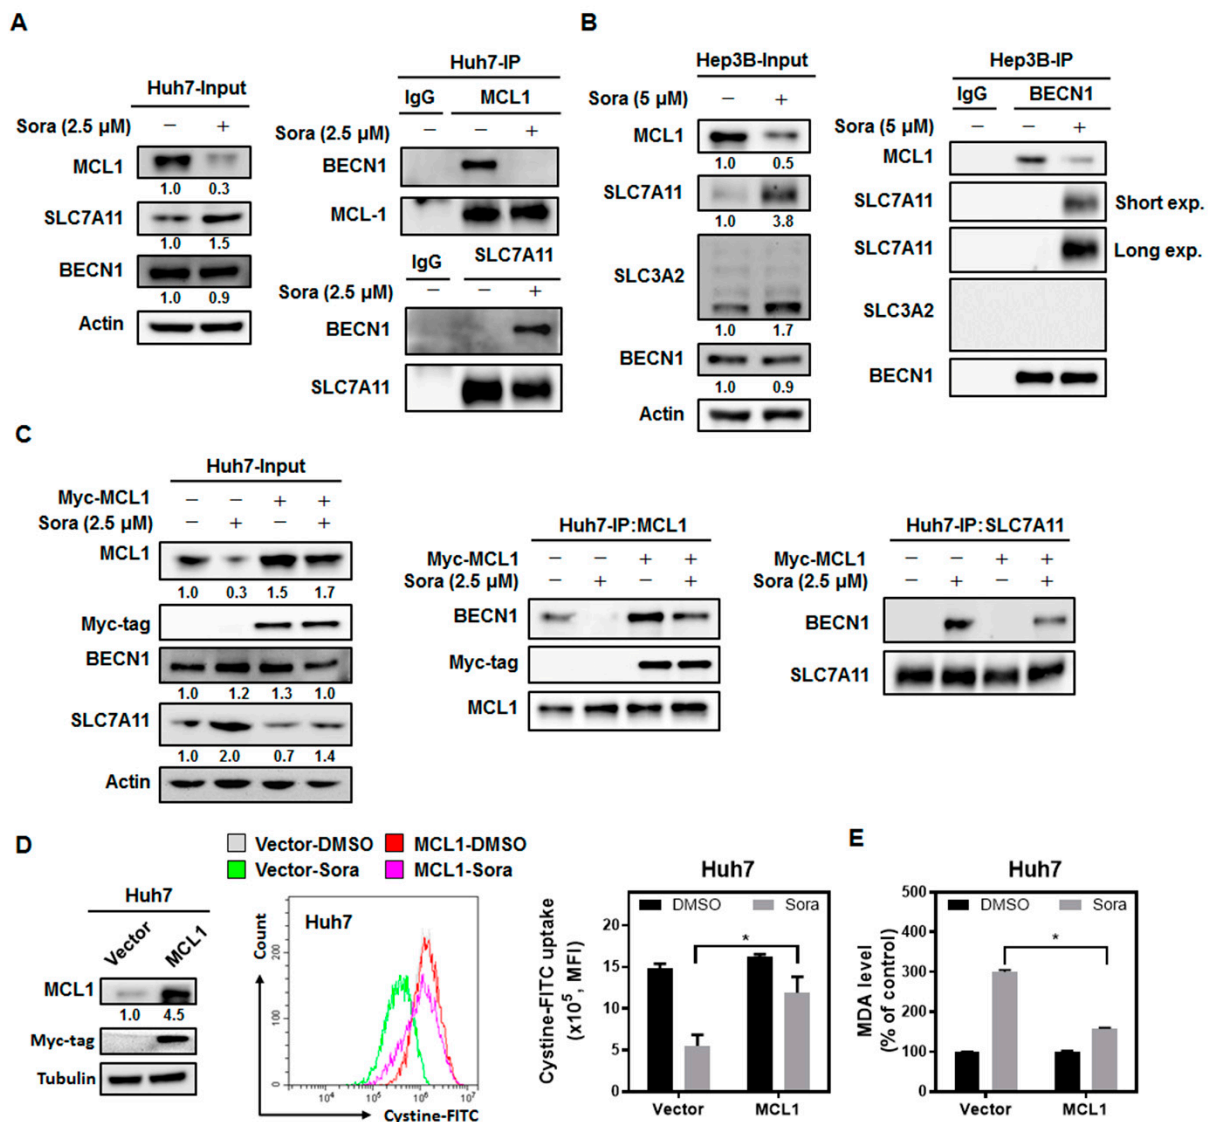 A
Huh7-Input
Sora (2.5 µM) – +
MCL1
1.0 0.3
SLC7A11
1.0 1.5
BECN1
1.0 0.9
Actin
Huh7-IP
IgG MCL1
Sora (2.5 µM) – – +
BECN1
MCL-1
IgG SLC7A11
Sora (2.5 µM) – – +
BECN1
SLC7A11
B
Hep3B-Input
Sora (5 µM) – +
MCL1
1.0 0.5
SLC7A11
1.0 3.8
SLC3A2
1.0 1.7
BECN1
1.0 0.9
Actin
Hep3B-IP
IgG BECN1
Sora (5 µM) – – +
MCL1
SLC7A11 Short exp.
SLC7A11 Long exp.
SLC3A2
BECN1
C
Huh7-Input
Myc-MCL1 – – + +
Sora (2.5 µM) – + – +
MCL1
1.0 0.3 1.5 1.7
Myc-tag
BECN1
1.0 1.2 1.3 1.0
SLC7A11
1.0 2.0 0.7 1.4
Actin
Huh7-IP:MCL1
Myc-MCL1 – – + +
Sora (2.5 µM) – + – +
BECN1
Myc-tag
MCL1
Huh7-IP:SLC7A11
Myc-MCL1 – – + +
Sora (2.5 µM) – + – +
BECN1
SLC7A11
D
Huh7
Vector MCL1
MCL1
1.0 4.5
Myc-tag
Tubulin
Vector-DMSO MCL1-DMSO
Vector-Sora MCL1-Sora
Huh7
Count
200
100
0
10⁴ 10⁵ 10⁶ 10⁷
Cystine-FITC
Huh7
DMSO Sora
Cystine-FITC uptake
(x10⁵, MFI)
20
15
10
5
0
*
Vector MCL1
E
Huh7
DMSO Sora
MDA level
(% of control)
500
400
300
200
100
0
*
Vector MCL1